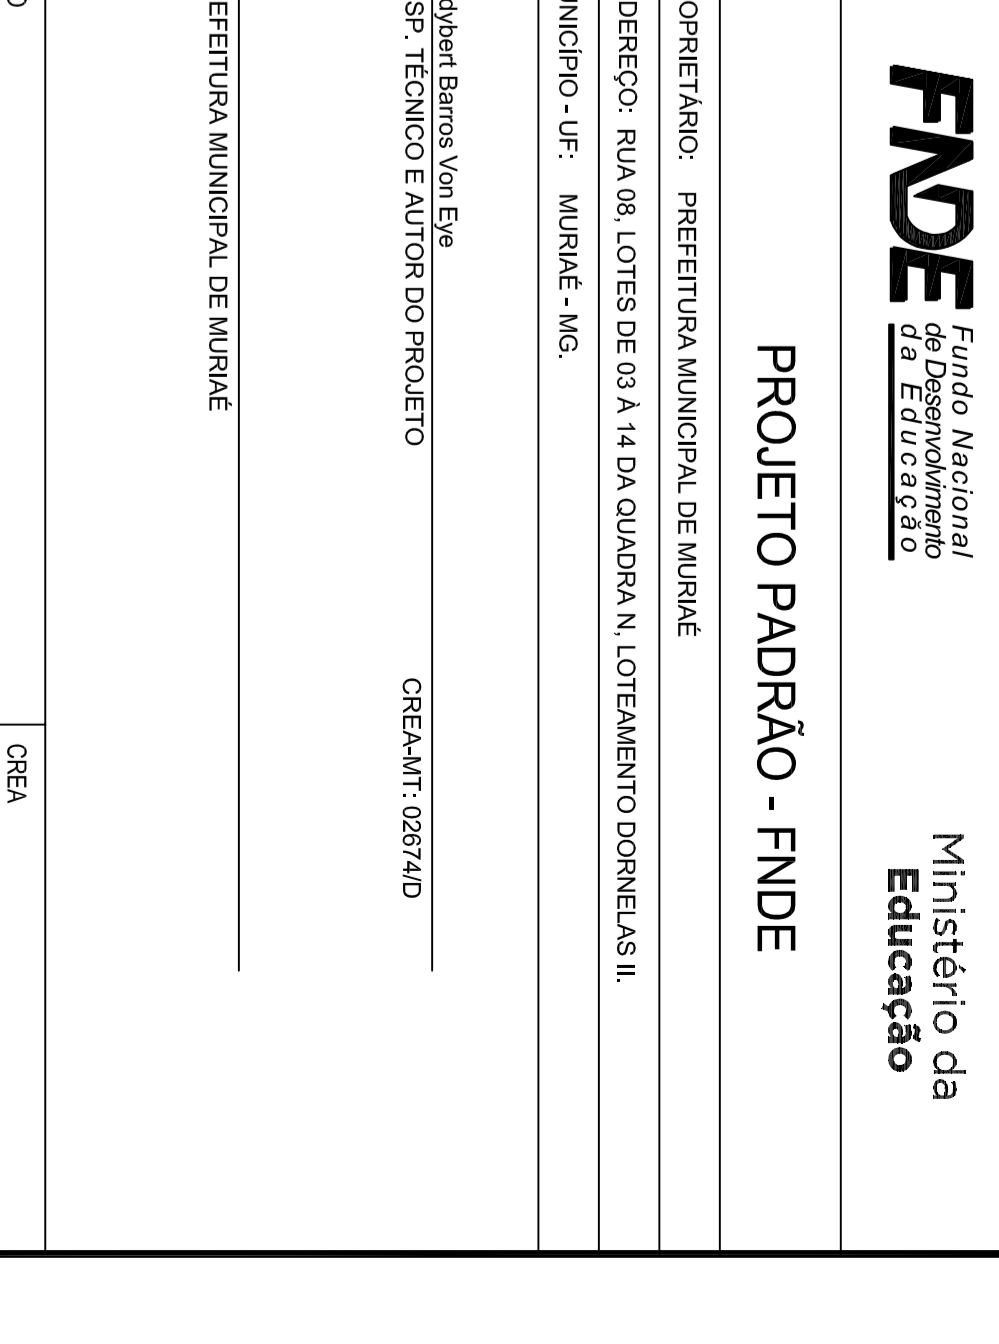 FNDE
Fundo Nacional
de Desenvolvimento
da Educação
Ministério da
Educação
PROJETO PADRÃO - FNDE
OPRIETÁRIO: PREFEITURA MUNICIPAL DE MURIAÉ
DEREÇO: RUA 08, LOTES DE 03 À 14 DA QUADRA N, LOTEAMENTO DORNELAS II.
UNICÍPIO - UF: MURIAÉ - MG.
dybert Barros Von Eye
SP. TÉCNICO E AUTOR DO PROJETO CREA-MT: 02674/D
EFEITURA MUNICIPAL DE MURIAÉ
O CREA